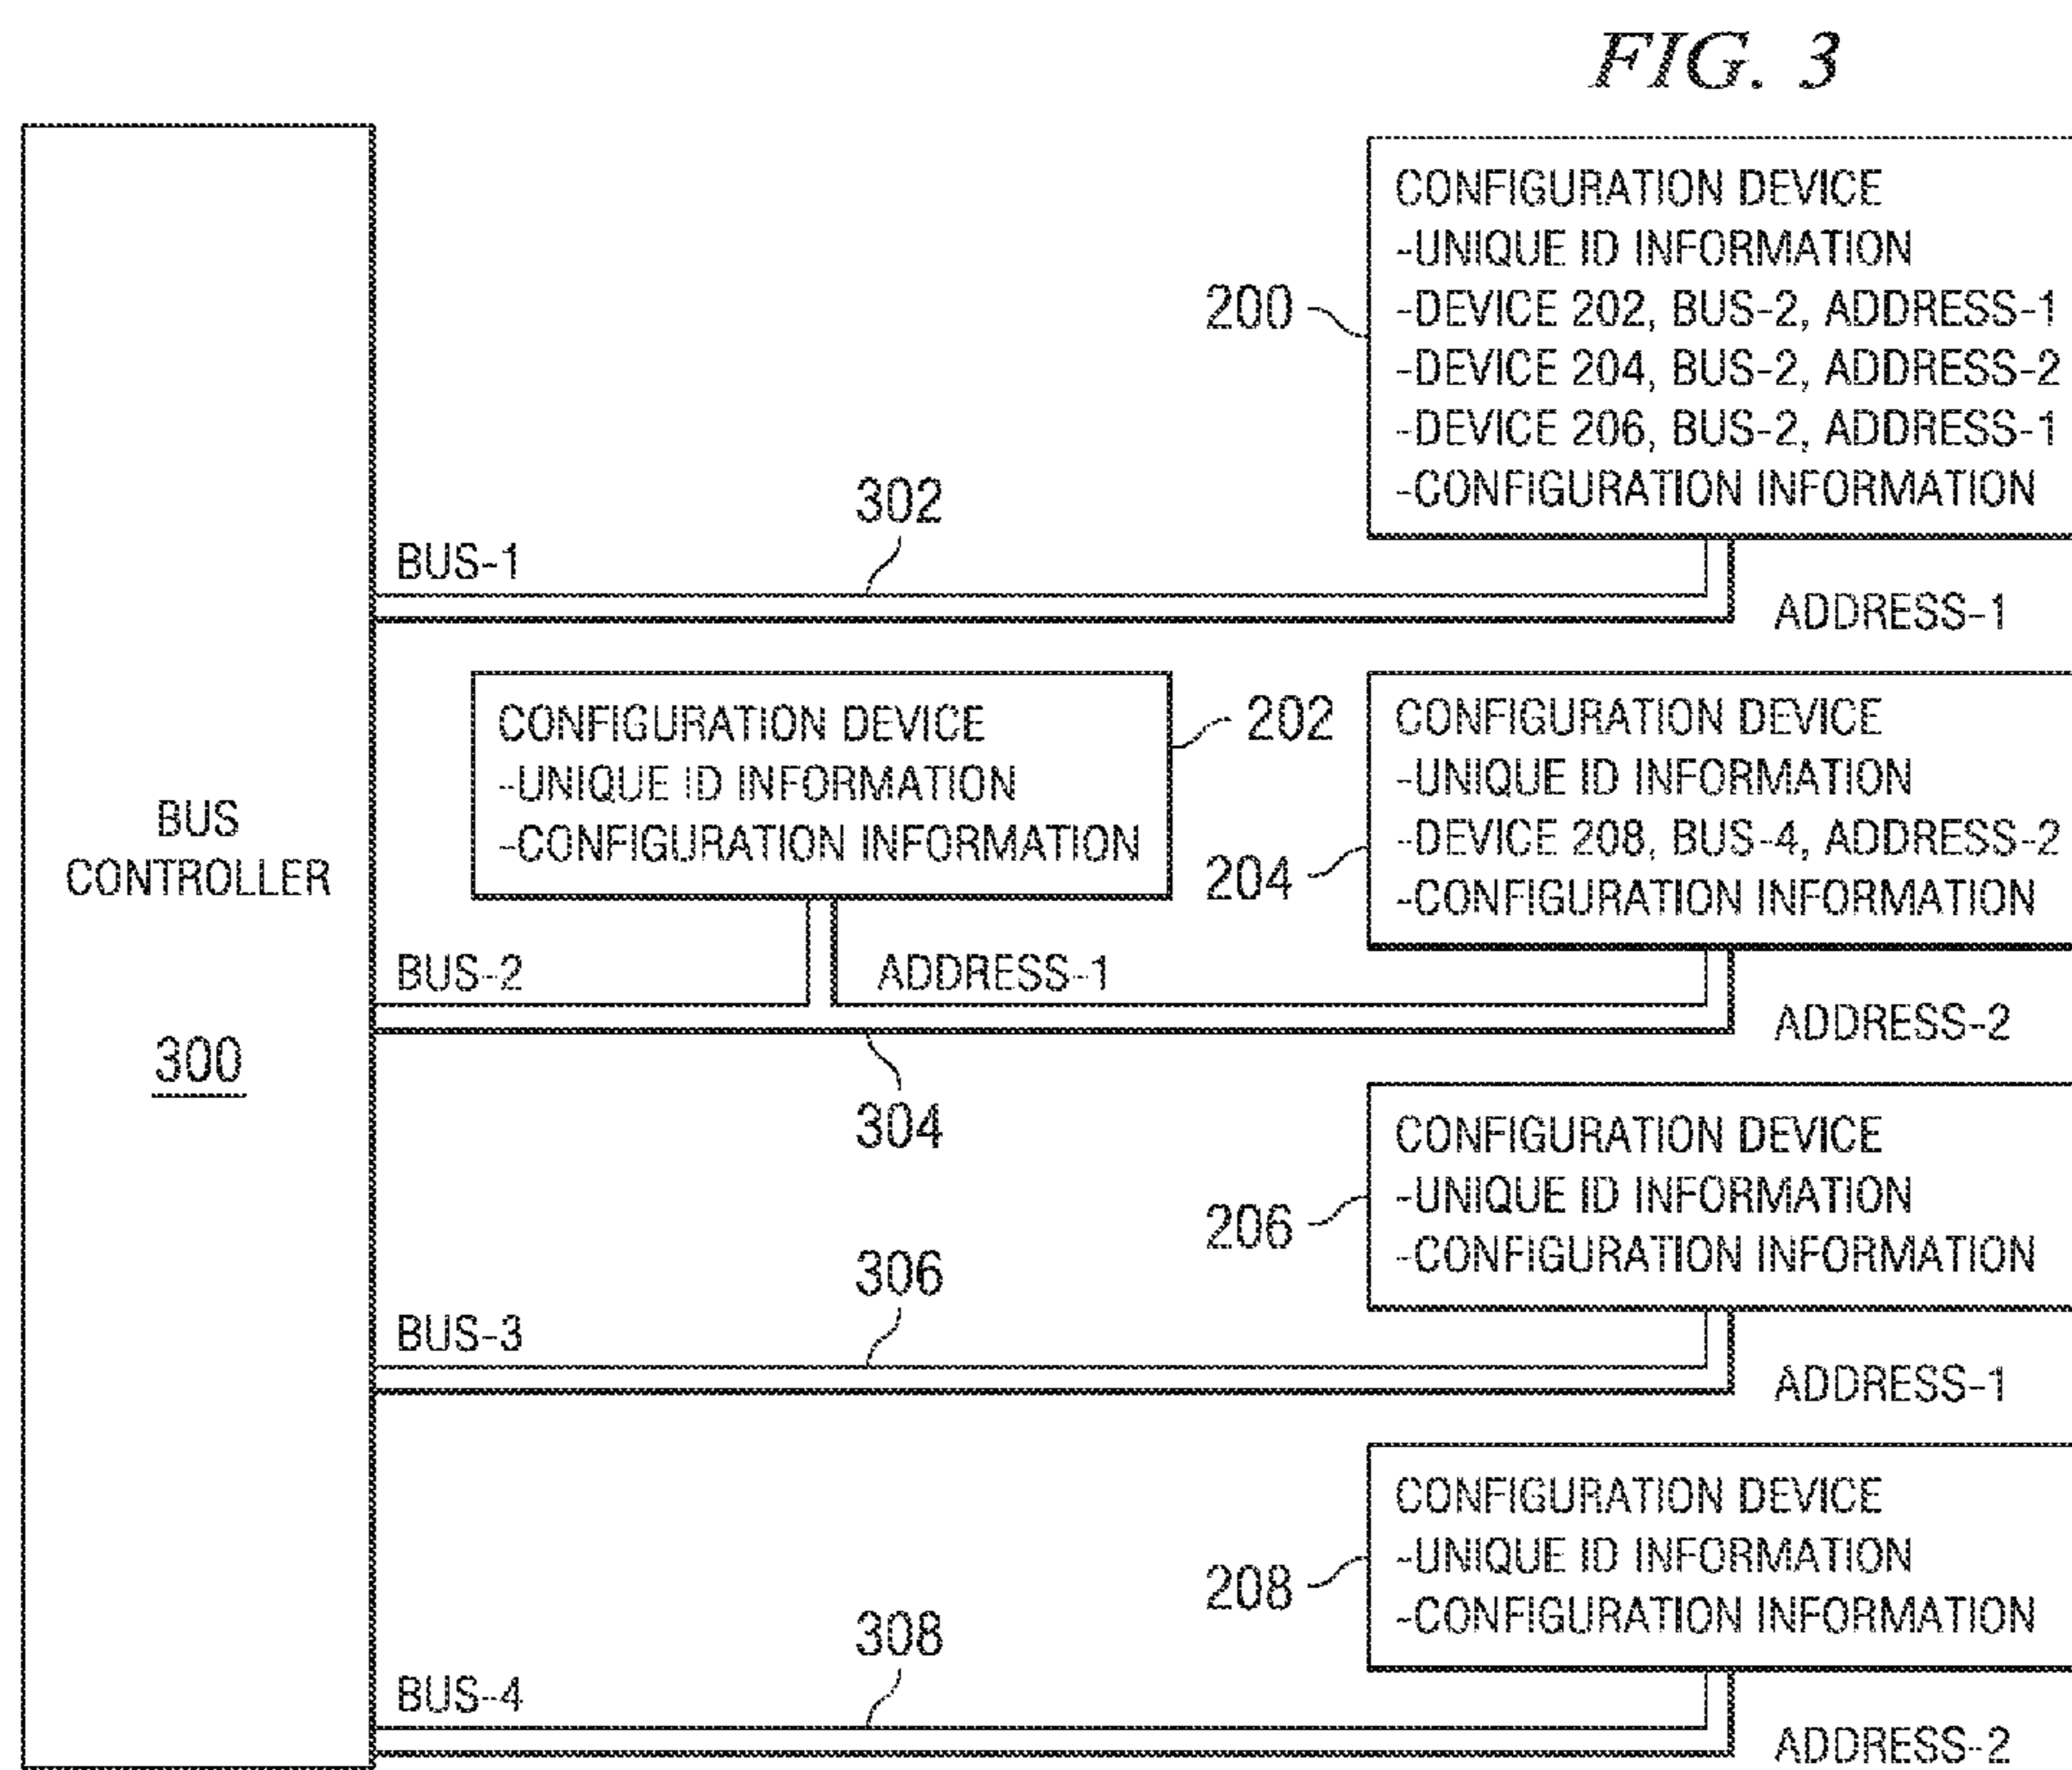 FIG. 3
CONFIGURATION DEVICE
-UNIQUE ID INFORMATION
-DEVICE 202, BUS-2, ADDRESS-1
-DEVICE 204, BUS-2, ADDRESS-2
-DEVICE 206, BUS-2, ADDRESS-1
-CONFIGURATION INFORMATION
200
302
BUS-1
ADDRESS-1
CONFIGURATION DEVICE
-UNIQUE ID INFORMATION
-CONFIGURATION INFORMATION
202
CONFIGURATION DEVICE
-UNIQUE ID INFORMATION
-DEVICE 208, BUS-4, ADDRESS-2
-CONFIGURATION INFORMATION
204
BUS
CONTROLLER
300
BUS-2
ADDRESS-1
ADDRESS-2
304
CONFIGURATION DEVICE
-UNIQUE ID INFORMATION
-CONFIGURATION INFORMATION
206
306
BUS-3
ADDRESS-1
CONFIGURATION DEVICE
-UNIQUE ID INFORMATION
-CONFIGURATION INFORMATION
208
308
BUS-4
ADDRESS-2